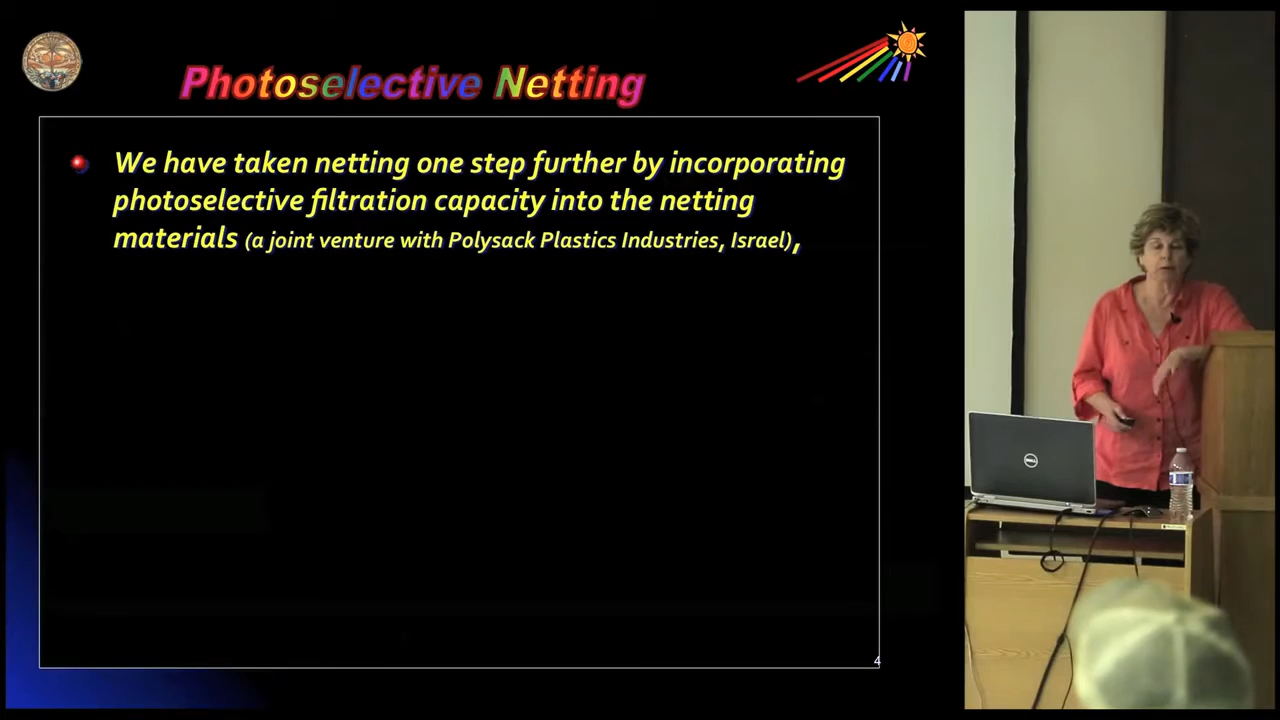 Photoselective Netting
We have taken netting one step further by incorporating
photoselective filtration capacity into the netting
materials (a joint venture with Polysack Plastics Industries, Israel),
4
DELL